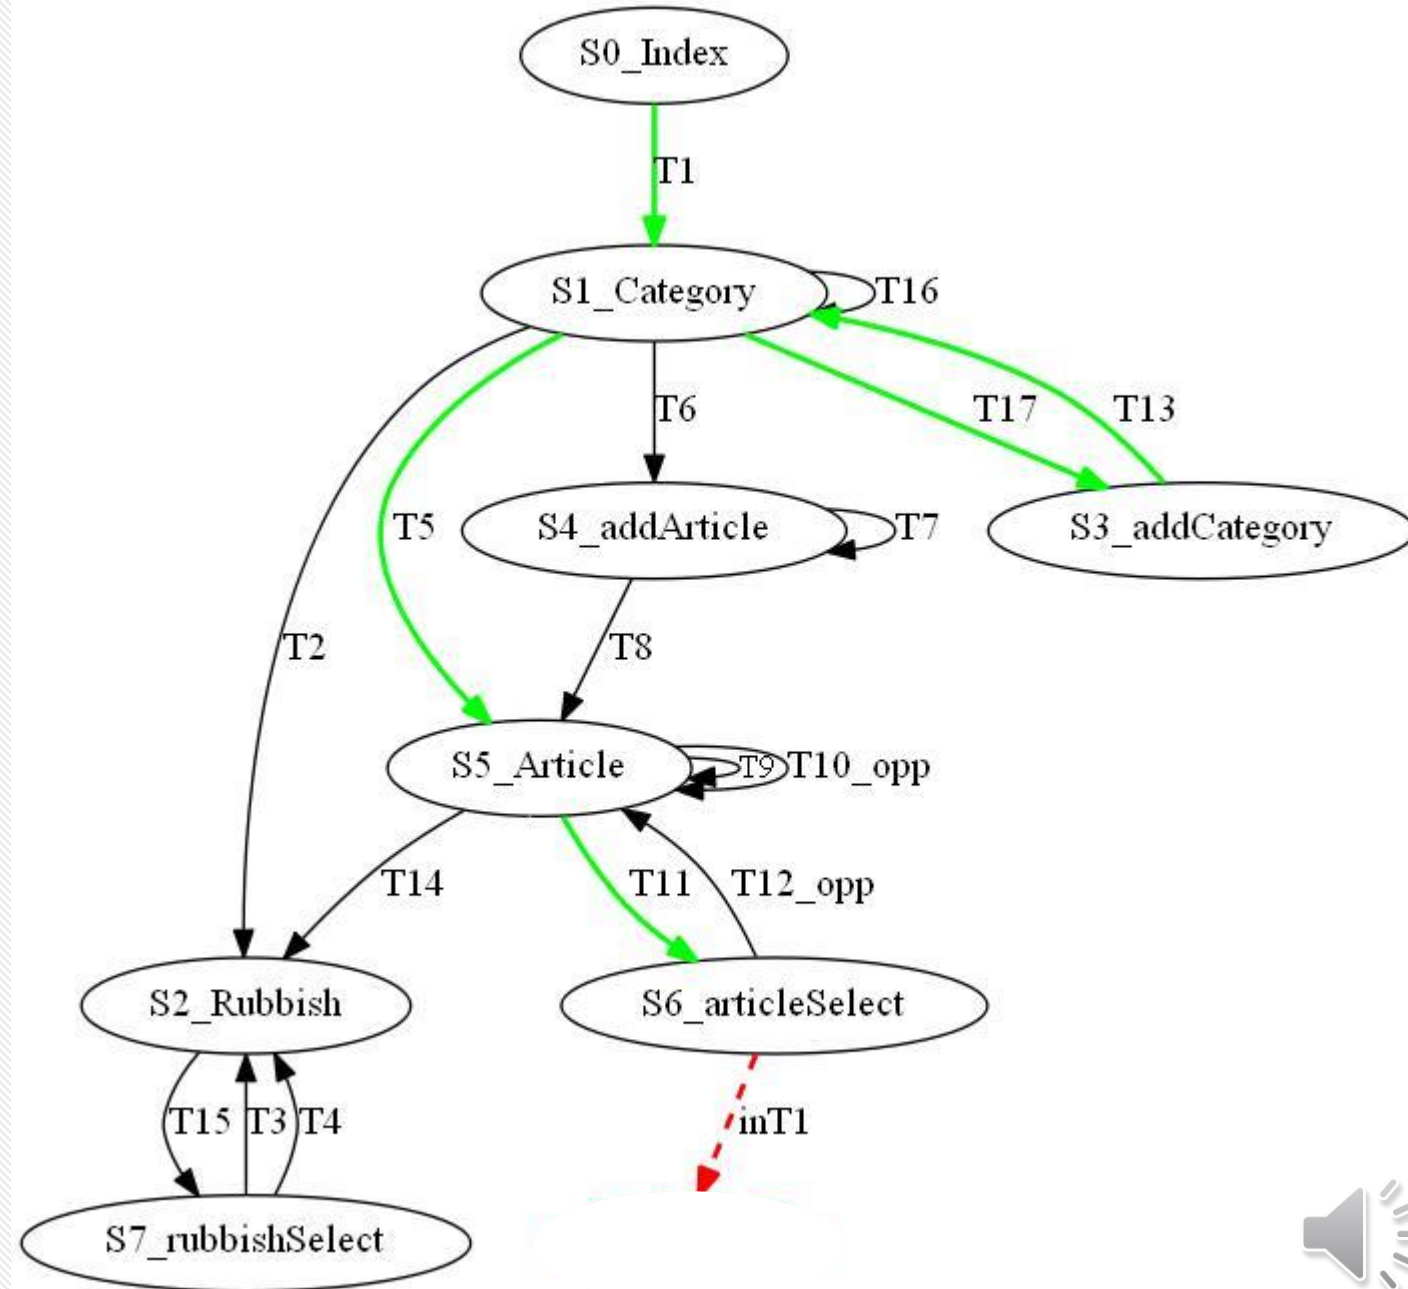 S0_Index
T1
S1_Category
T16
T6
T17
T13
T5
S4_addArticle
T7
S3_addCategory
T2
T8
S5_Article
T9
T10_opp
T14
T11
T12_opp
S2_Rubbish
S6_articleSelect
T15
T3
T4
inT1
S7_rubbishSelect